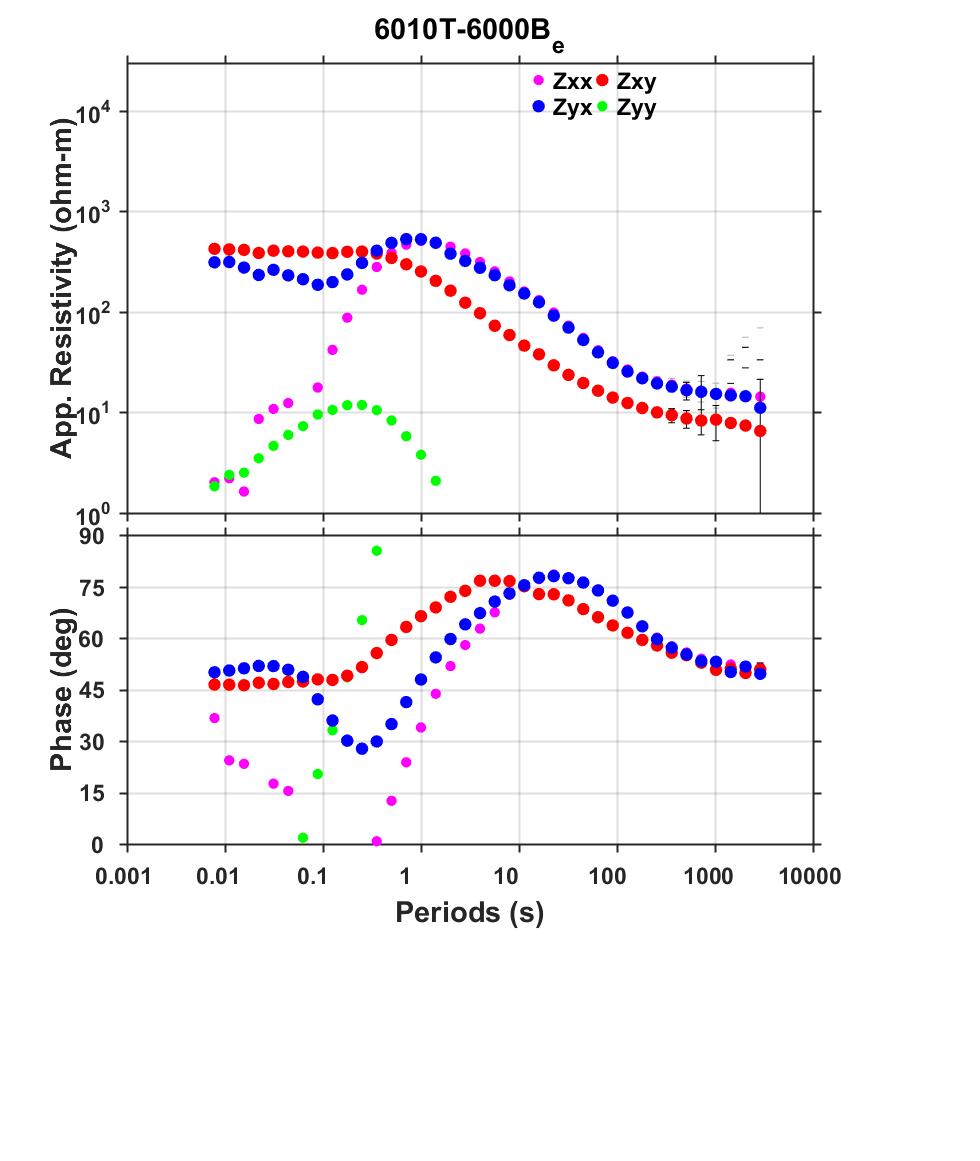 6010T-6000Be
Zxx Zxy
Zyx Zyy
App. Resistivity (ohm-m)
10^4
10^3
10^2
10^1
10^0
Phase (deg)
90
75
60
45
30
15
0
0.001 0.01 0.1 1 10 100 1000 10000
Periods (s)